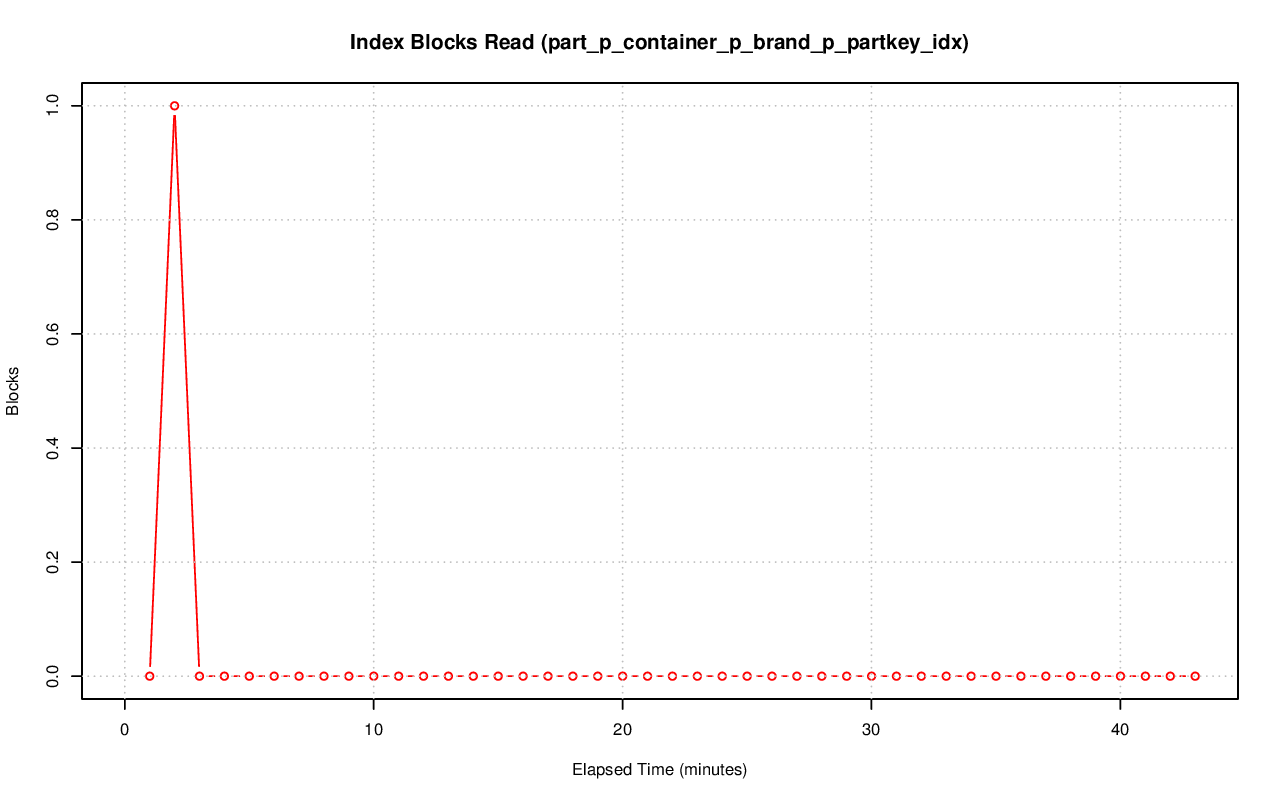 Index Blocks Read (part_p_container_p_brand_p_partkey_idx)
1.0
0.8
0.6
0.4
0.2
0.0
Blocks
0 10 20 30 40
Elapsed Time (minutes)